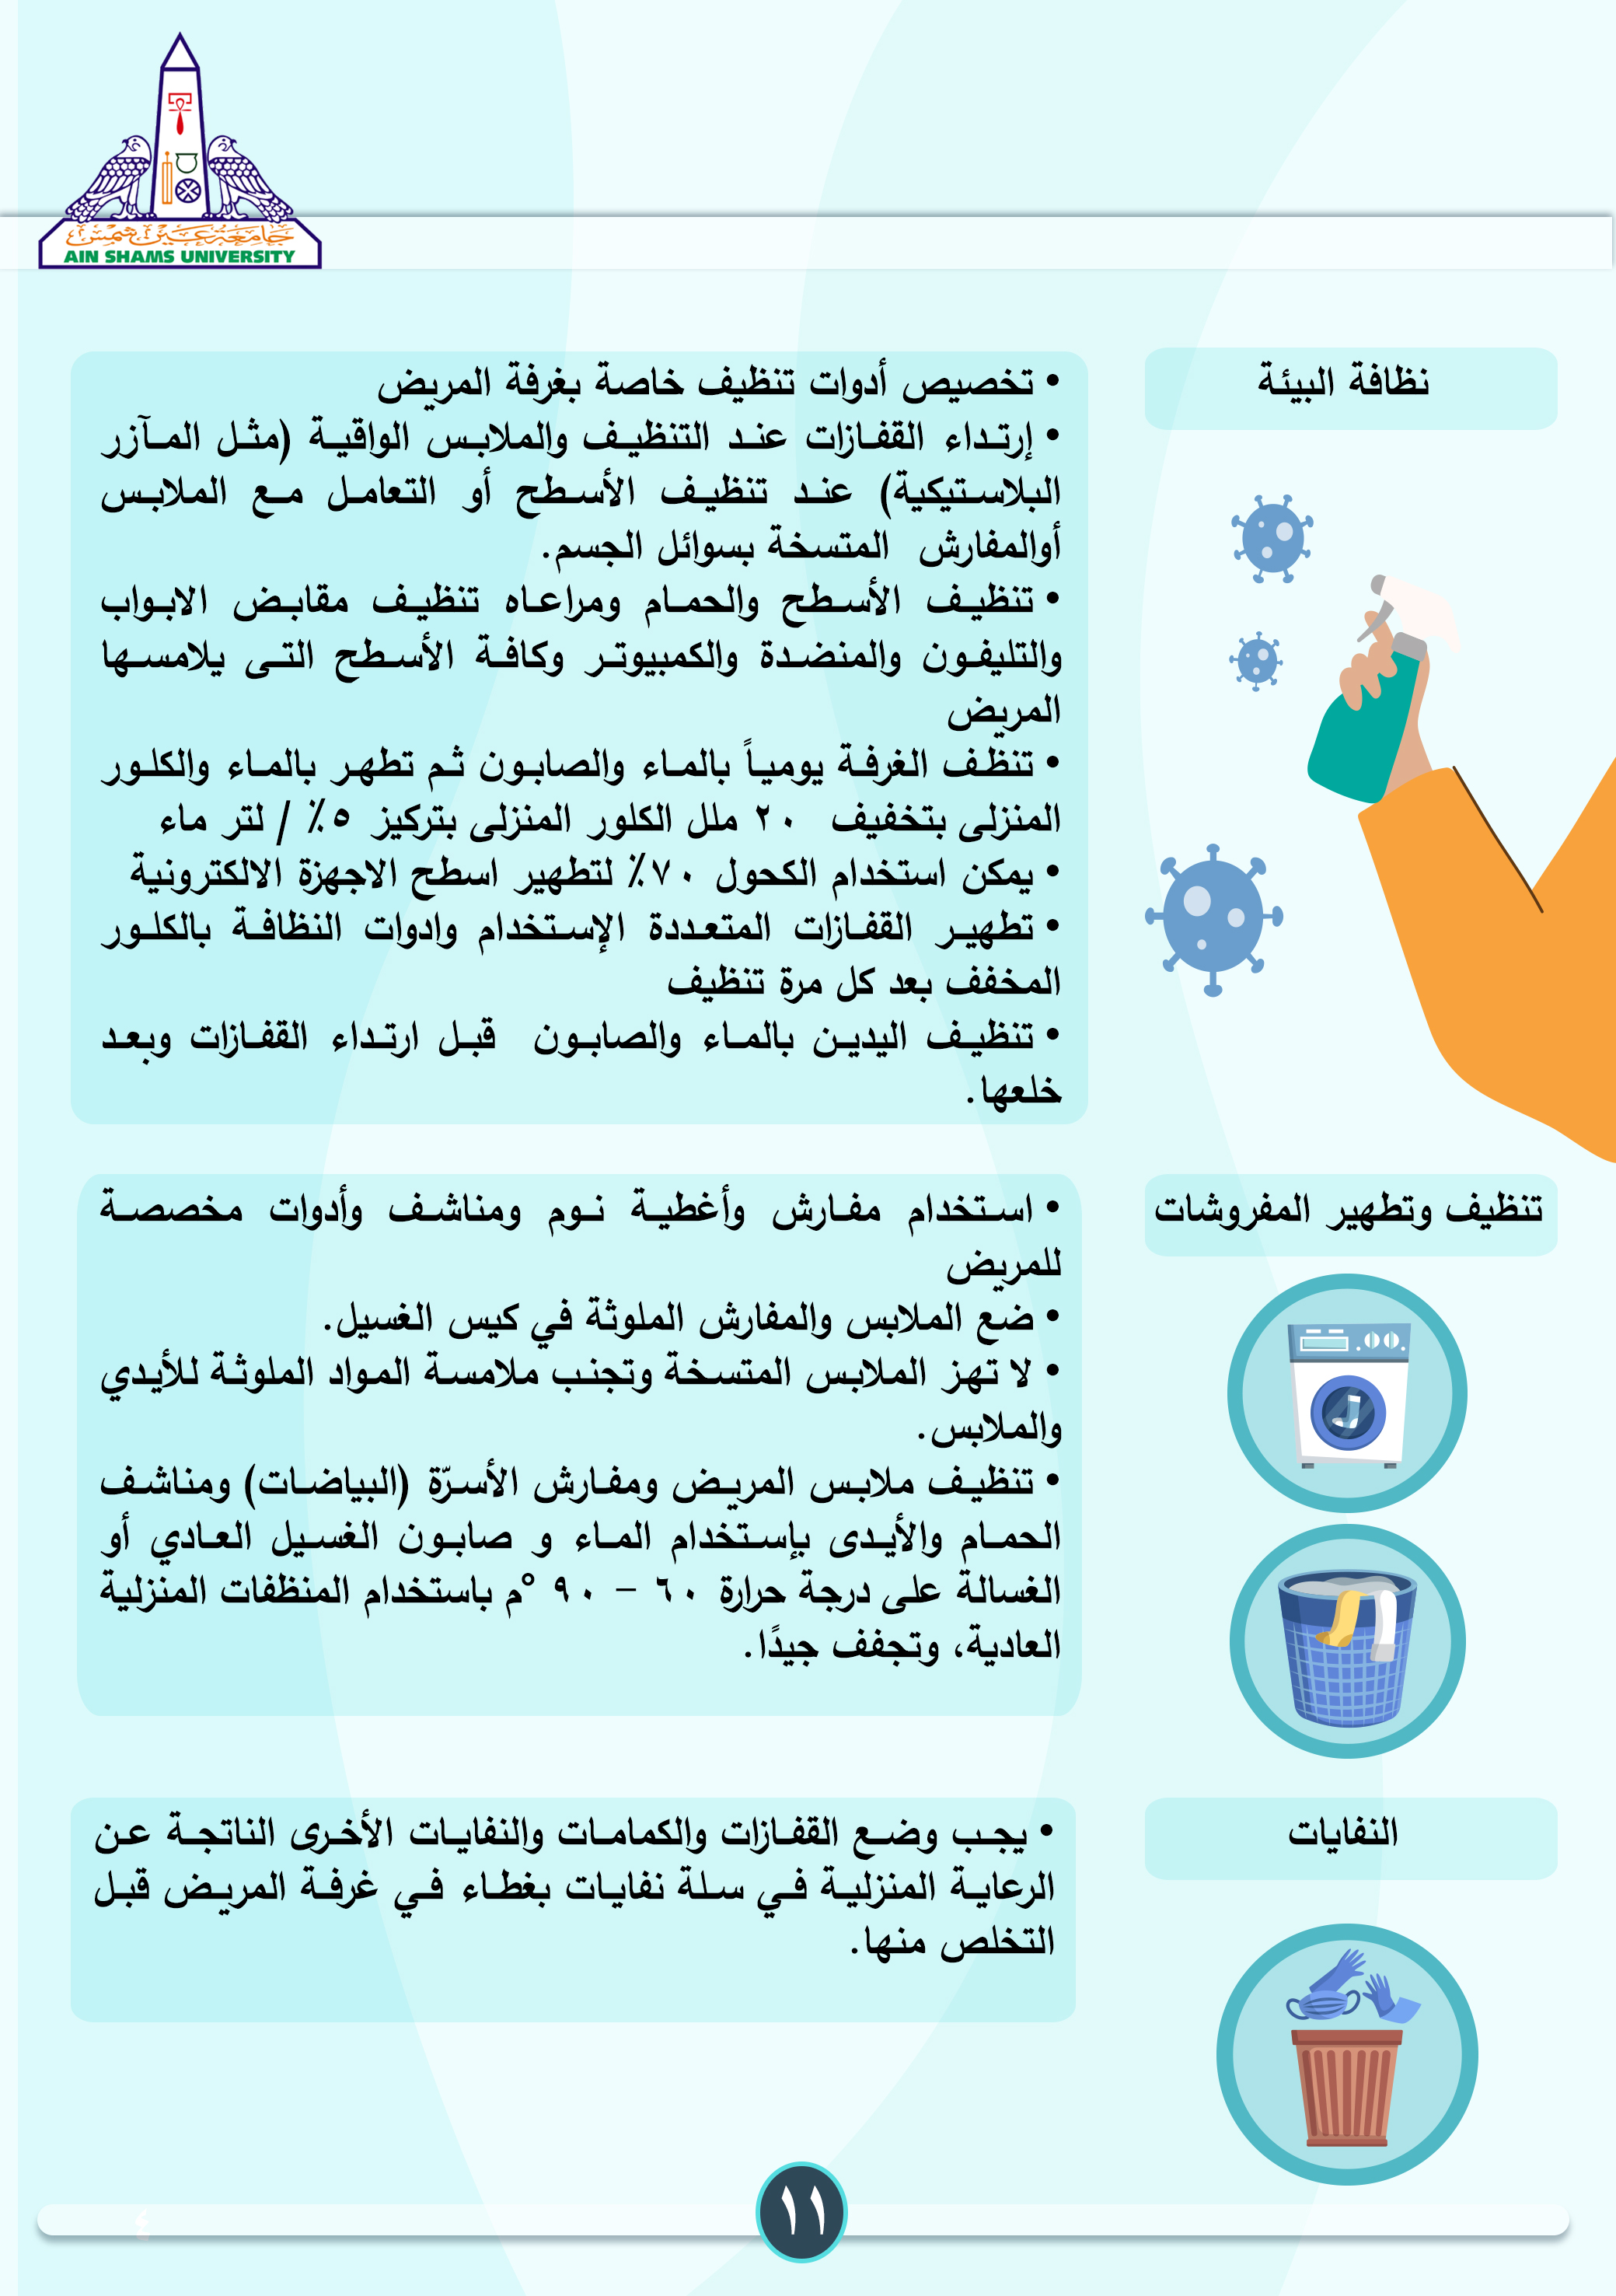 جامعة عين شمس
AIN SHAMS UNIVERSITY
نظافة البيئة
• تخصيص أدوات تنظيف خاصة بغرفة المريض
• إرتداء القفازات عند التنظيف والملابس الواقية (مثل المآزر
البلاستيكية) عند تنظيف الأسطح أو التعامل مع الملابس
أوالمفارش المتسخة بسوائل الجسم.
• تنظيف الأسطح والحمام ومراعاه تنظيف مقابض الابواب
والتليفون والمنضدة والكمبيوتر وكافة الأسطح التى يلامسها
المريض
• تنظف الغرفة يومياً بالماء والصابون ثم تطهر بالماء والكلور
المنزلى بتخفيف ٢٠ ملل الكلور المنزلى بتركيز ٥٪ / لتر ماء
• يمكن استخدام الكحول ٧٠٪ لتطهير اسطح الاجهزة الالكترونية
• تطهير القفازات المتعددة الإستخدام وادوات النظافة بالكلور
المخفف بعد كل مرة تنظيف
• تنظيف اليدين بالماء والصابون قبل ارتداء القفازات وبعد
خلعها.
تنظيف وتطهير المفروشات
• استخدام مفارش وأغطية نوم ومناشف وأدوات مخصصة
للمريض
• ضع الملابس والمفارش الملوثة في كيس الغسيل.
• لا تهز الملابس المتسخة وتجنب ملامسة المواد الملوثة للأيدي
والملابس.
• تنظيف ملابس المريض ومفارش الأسرّة (البياضات) ومناشف
الحمام والأيدى بإستخدام الماء و صابون الغسيل العادي أو
الغسالة على درجة حرارة ٦٠ – ٩٠ °م باستخدام المنظفات المنزلية
العادية، وتجفف جيدًا.
النفايات
• يجب وضع القفازات والكمامات والنفايات الأخرى الناتجة عن
الرعاية المنزلية في سلة نفايات بغطاء في غرفة المريض قبل
التخلص منها.
١١
٤